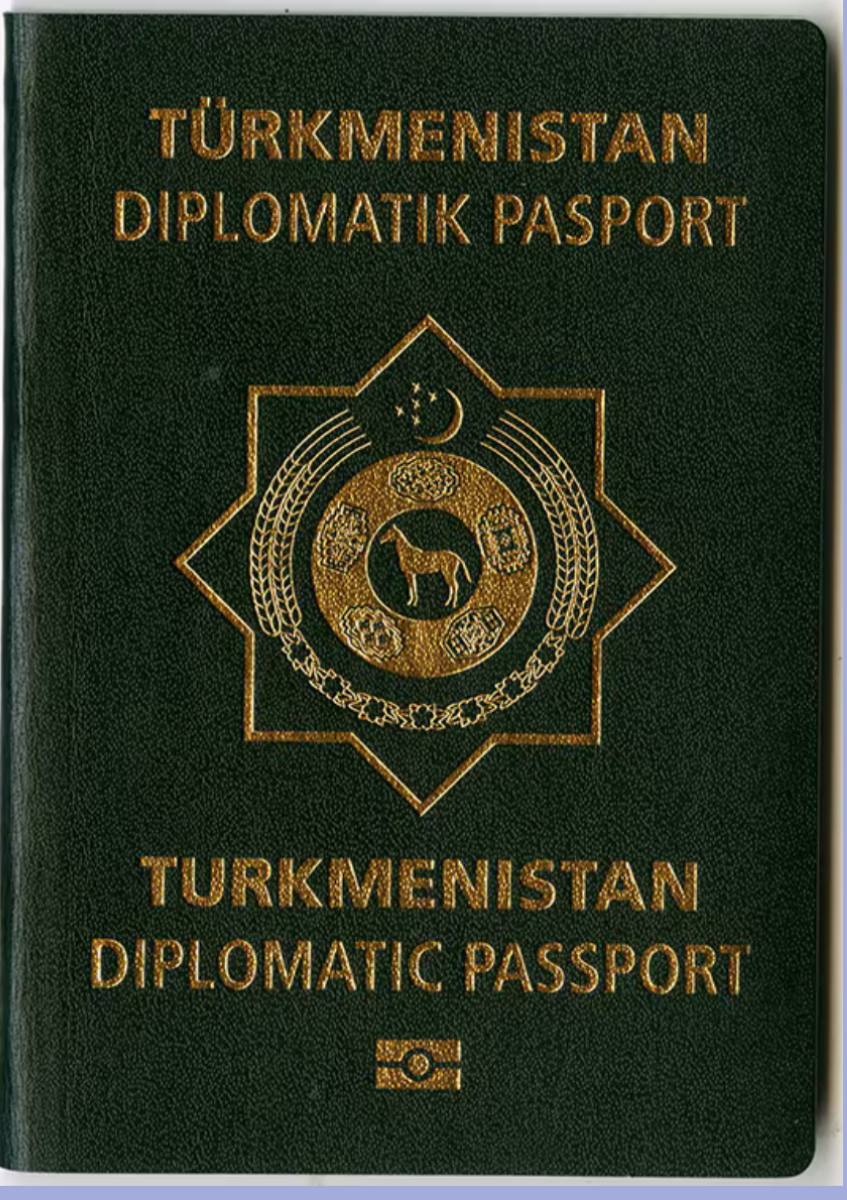 TÜRKMENISTAN
DIPLOMATIK PASPORT
TURKMENISTAN
DIPLOMATIC PASSPORT